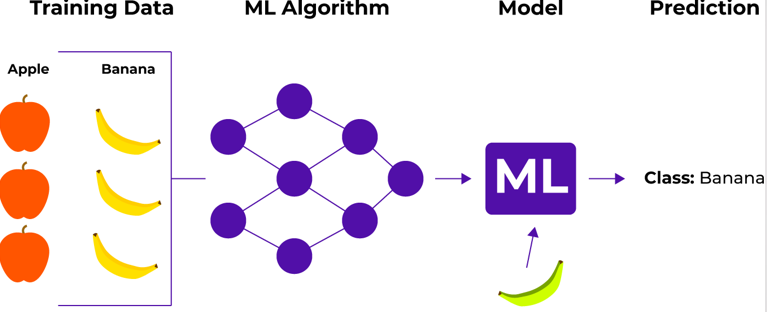 Training Data
ML Algorithm
Model
Prediction
Apple
Banana
ML
Class: Banana